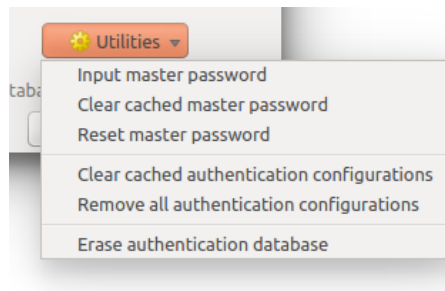 Utilities
Input master password
Clear cached master password
Reset master password
Clear cached authentication configurations
Remove all authentication configurations
Erase authentication database